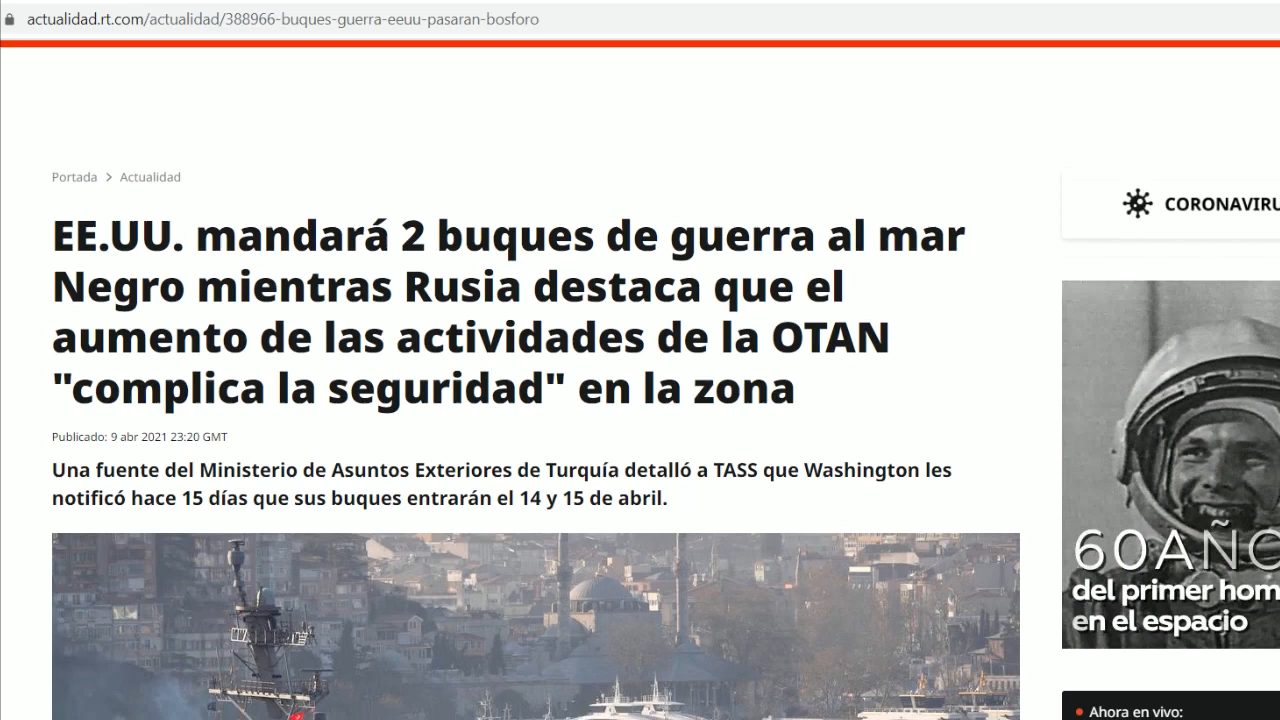 actualidad.rt.com/actualidad/388966-buques-guerra-eeuu-pasaran-bosforo
Portada > Actualidad
EE.UU. mandará 2 buques de guerra al mar
Negro mientras Rusia destaca que el
aumento de las actividades de la OTAN
"complica la seguridad" en la zona
Publicado: 9 abr 2021 23:20 GMT
Una fuente del Ministerio de Asuntos Exteriores de Turquía detalló a TASS que Washington les
notificó hace 15 días que sus buques entrarán el 14 y 15 de abril.
CORONAVIRU
60 AÑO
del primer hom
en el espacio
Ahora en vivo: